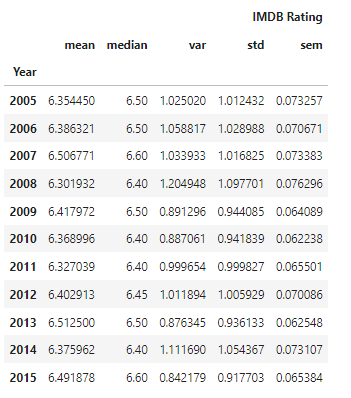 IMDB Rating
mean median var std sem
Year
2005 6.354450 6.50 1.025020 1.012432 0.073257
2006 6.386321 6.50 1.058817 1.028988 0.070671
2007 6.506771 6.60 1.033933 1.016825 0.073383
2008 6.301932 6.40 1.204948 1.097701 0.076296
2009 6.417972 6.50 0.891296 0.944085 0.064089
2010 6.368996 6.40 0.887061 0.941839 0.062238
2011 6.327039 6.40 0.999654 0.999827 0.065501
2012 6.402913 6.45 1.011894 1.005929 0.070086
2013 6.512500 6.50 0.876345 0.936133 0.062548
2014 6.375962 6.40 1.111690 1.054367 0.073107
2015 6.491878 6.60 0.842179 0.917703 0.065384